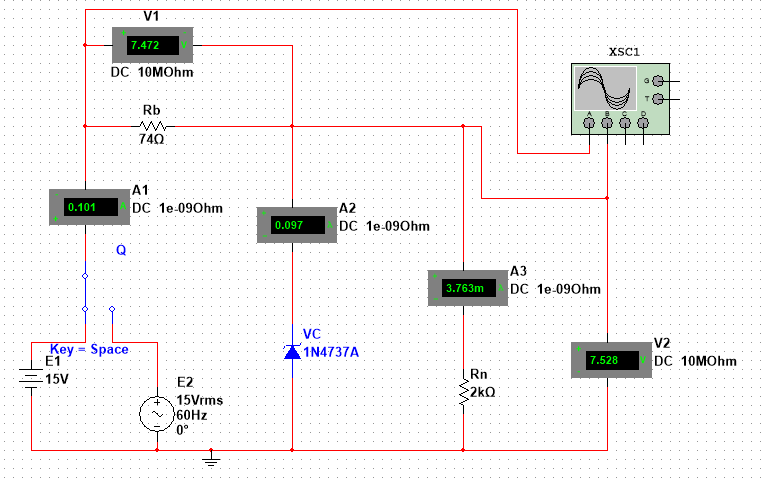 V1
7.472 V
DC 10MOhm
XSC1
G
T
A B C D
Rb
74Ω
A1
0.101
DC 1e-09Ohm
A2
0.097
DC 1e-09Ohm
Q
A3
3.763m
DC 1e-09Ohm
Key = Space
E1
15V
VC
1N4737A
V2
7.528
DC 10MOhm
E2
15Vrms
60Hz
0°
Rn
2kΩ